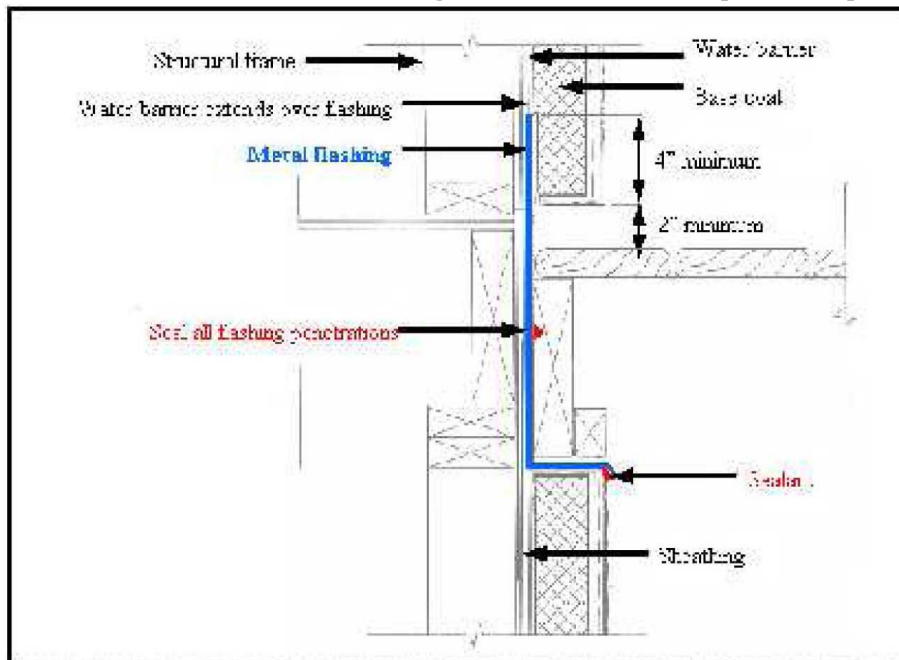 Structural frame
Water barrier
Water barrier extends over flashing
Base coat
Metal flashing
4" minimum
2" minimum
Seal all flashing penetrations
Sealant
Sheathing